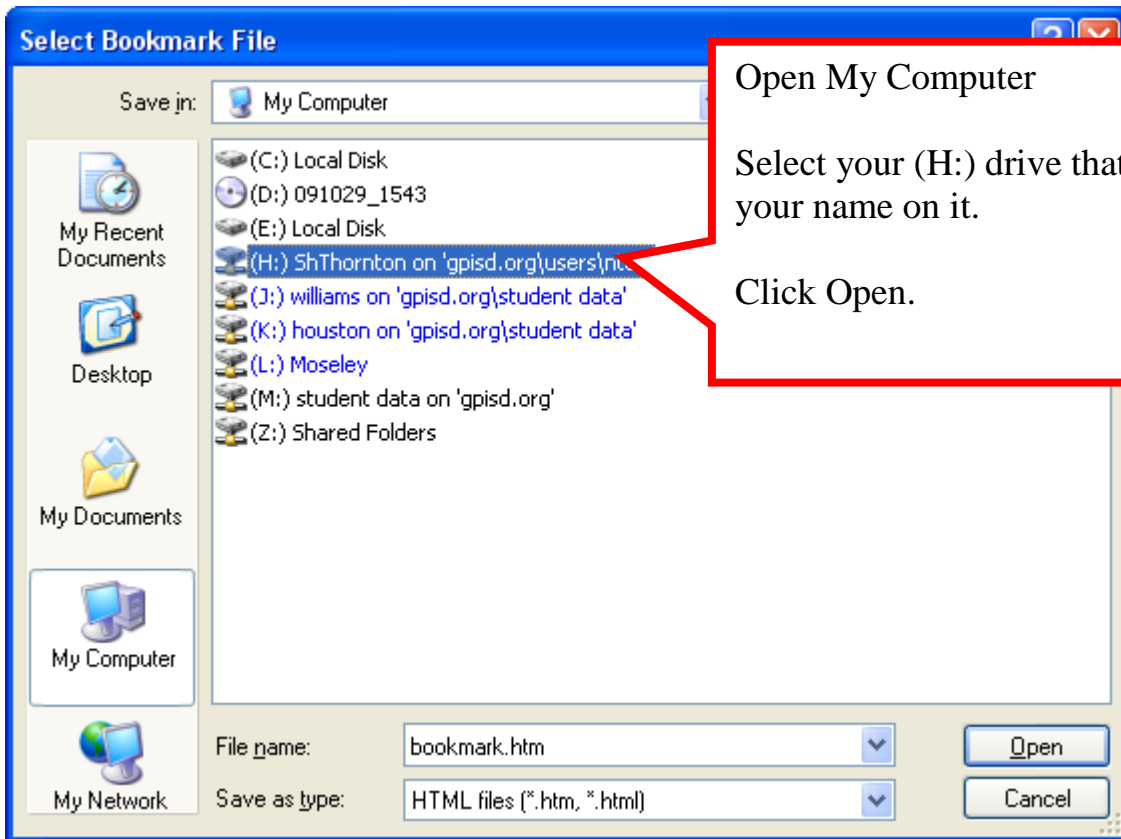 Select Bookmark File
Save in:
My Computer
Open My Computer
Select your (H:) drive that
your name on it.
Click Open.
My Recent
Documents
Desktop
My Documents
My Computer
My Network
(C:) Local Disk
(D:) 091029_1543
(E:) Local Disk
(H:) ShThornton on 'gpisd.org\users\
(J:) williams on 'gpisd.org\student data'
(K:) houston on 'gpisd.org\student data'
(L:) Moseley
(M:) student data on 'gpisd.org'
(Z:) Shared Folders
File name:
bookmark.htm
Open
Save as type:
HTML files (*.htm, *.html)
Cancel